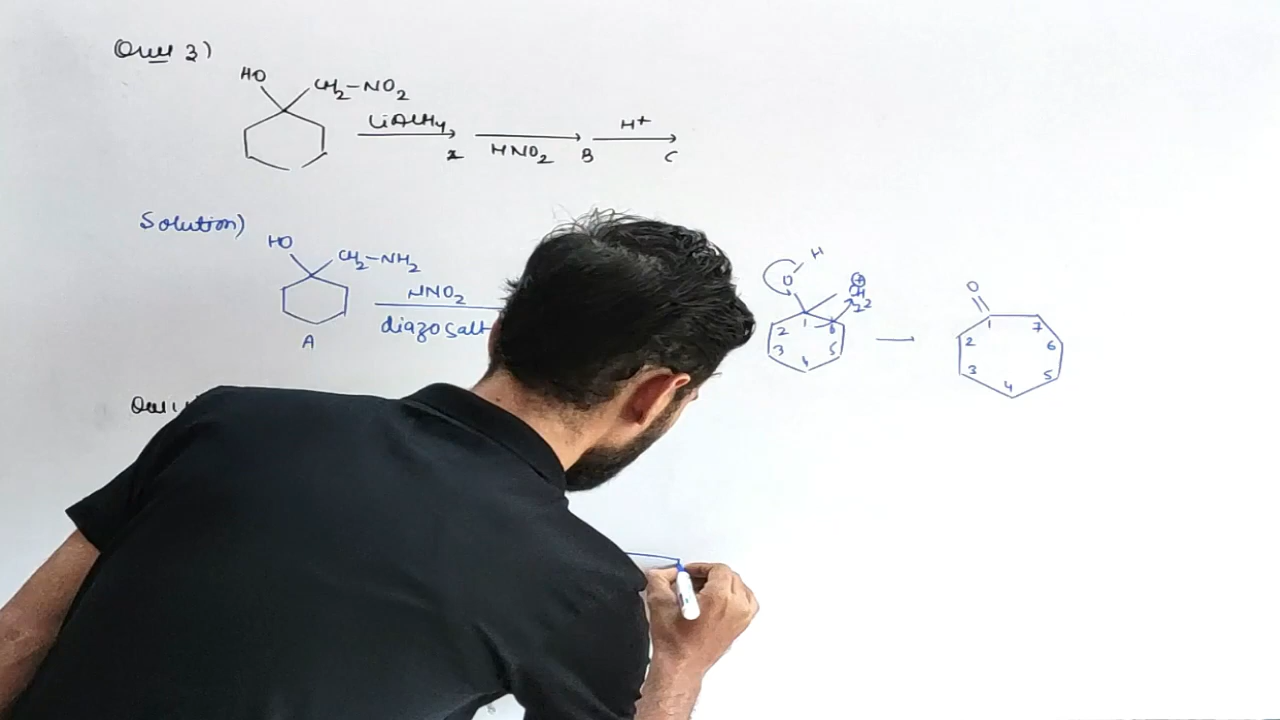 Ques 3)
HO CH2-NO2
LiAlH4 H+
x HNO2 B C
Solution)
HO CH2-NH2
HNO2
diazo salt
A
O H
⊕
CH2
1 2 3 4 5 6
O
1 2 3 4 5 6 7